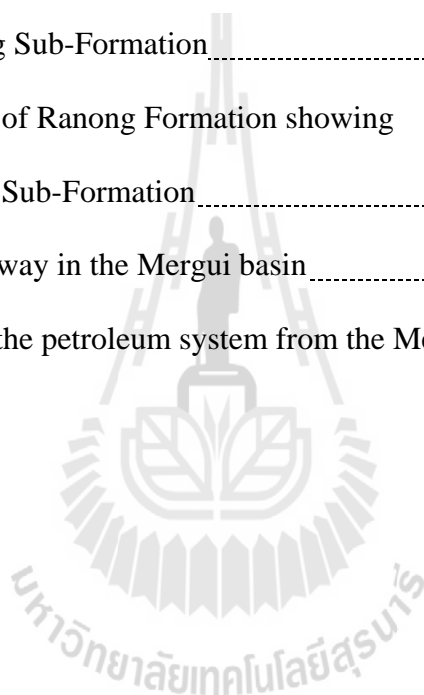 g Sub-Formation
of Ranong Formation showing
Sub-Formation
way in the Mergui basin
the petroleum system from the M
มหาวิทยาลัยเทคโนโลยีสุรนารี